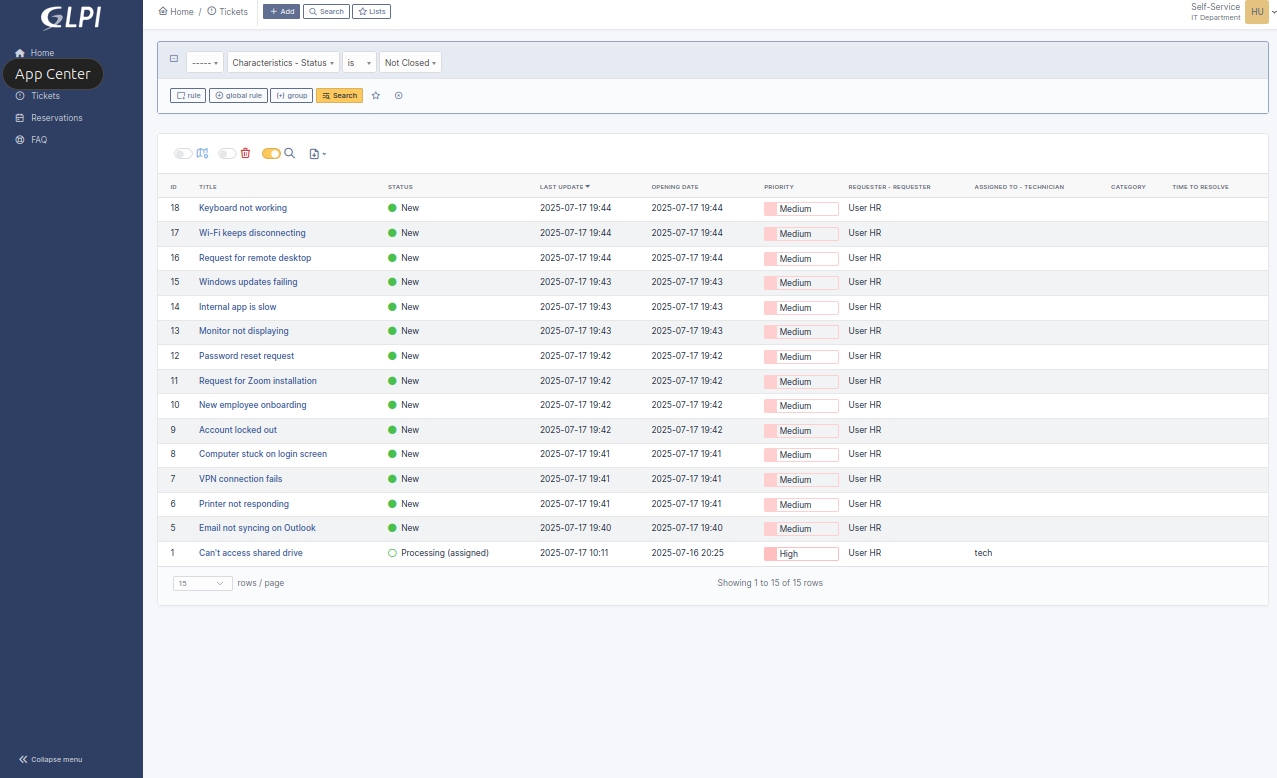 GLPI
Home / Tickets + Add Search Lists
Self-Service
IT Department
HU
Home
App Center
Tickets
Reservations
FAQ
Collapse menu
----- Characteristics - Status is Not Closed
rule global rule group Search
ID TITLE STATUS LAST UPDATE OPENING DATE PRIORITY REQUESTER - REQUESTER ASSIGNED TO - TECHNICIAN CATEGORY TIME TO RESOLVE
18 Keyboard not working New 2025-07-17 19:44 2025-07-17 19:44 Medium User HR
17 Wi-Fi keeps disconnecting New 2025-07-17 19:44 2025-07-17 19:44 Medium User HR
16 Request for remote desktop New 2025-07-17 19:44 2025-07-17 19:44 Medium User HR
15 Windows updates failing New 2025-07-17 19:43 2025-07-17 19:43 Medium User HR
14 Internal app is slow New 2025-07-17 19:43 2025-07-17 19:43 Medium User HR
13 Monitor not displaying New 2025-07-17 19:43 2025-07-17 19:43 Medium User HR
12 Password reset request New 2025-07-17 19:42 2025-07-17 19:42 Medium User HR
11 Request for Zoom installation New 2025-07-17 19:42 2025-07-17 19:42 Medium User HR
10 New employee onboarding New 2025-07-17 19:42 2025-07-17 19:42 Medium User HR
9 Account locked out New 2025-07-17 19:42 2025-07-17 19:42 Medium User HR
8 Computer stuck on login screen New 2025-07-17 19:41 2025-07-17 19:41 Medium User HR
7 VPN connection fails New 2025-07-17 19:41 2025-07-17 19:41 Medium User HR
6 Printer not responding New 2025-07-17 19:41 2025-07-17 19:41 Medium User HR
5 Email not syncing on Outlook New 2025-07-17 19:40 2025-07-17 19:40 Medium User HR
1 Can't access shared drive Processing (assigned) 2025-07-17 10:11 2025-07-16 20:25 High User HR tech
15 rows / page Showing 1 to 15 of 15 rows